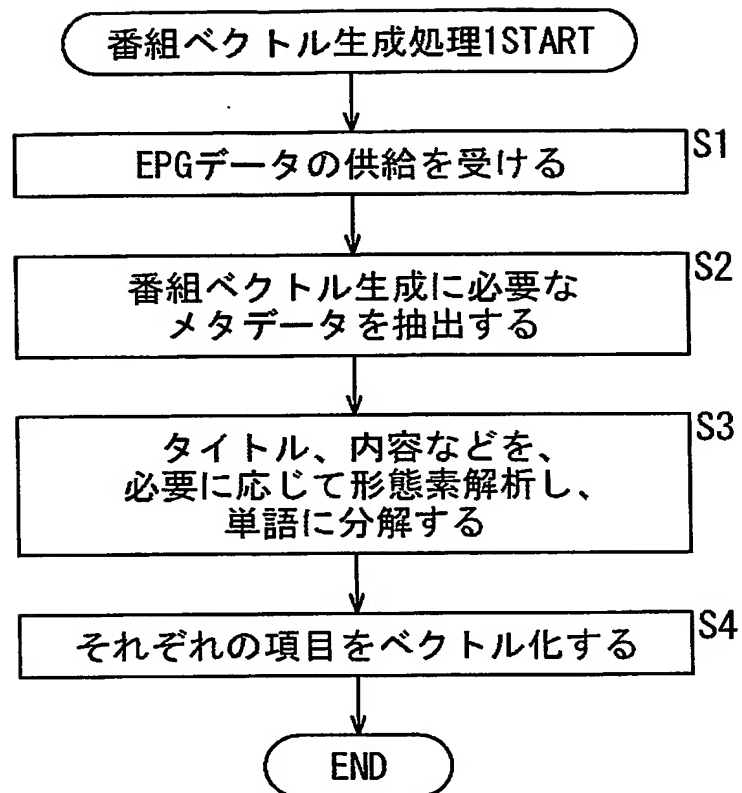 番組ベクトル生成処理1START
EPGデータの供給を受ける
S1
番組ベクトル生成に必要な
メタデータを抽出する
S2
タイトル、内容などを、
必要に応じて形態素解析し、
単語に分解する
S3
それぞれの項目をベクトル化する
S4
END